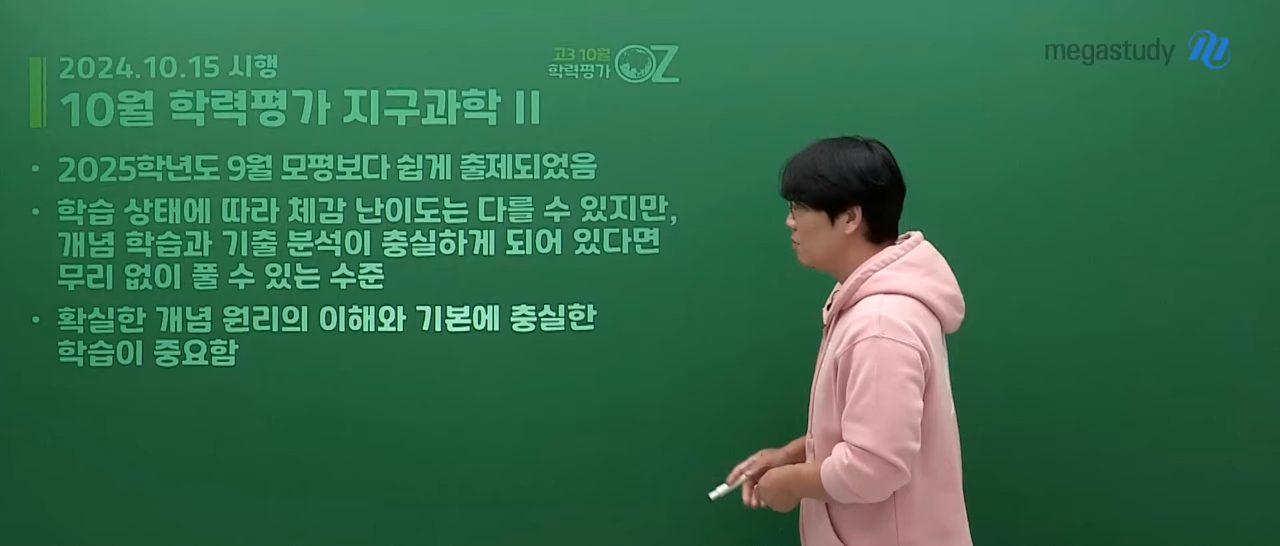 2024.10.15 시행
10월 학력평가 지구과학 II
고3 10월
학력평가 OZ
megastudy
• 2025학년도 9월 모평보다 쉽게 출제되었음
• 학습 상태에 따라 체감 난이도는 다를 수 있지만,
개념 학습과 기출 분석이 충실하게 되어 있다면
무리 없이 풀 수 있는 수준
• 확실한 개념 원리의 이해와 기본에 충실한
학습이 중요함